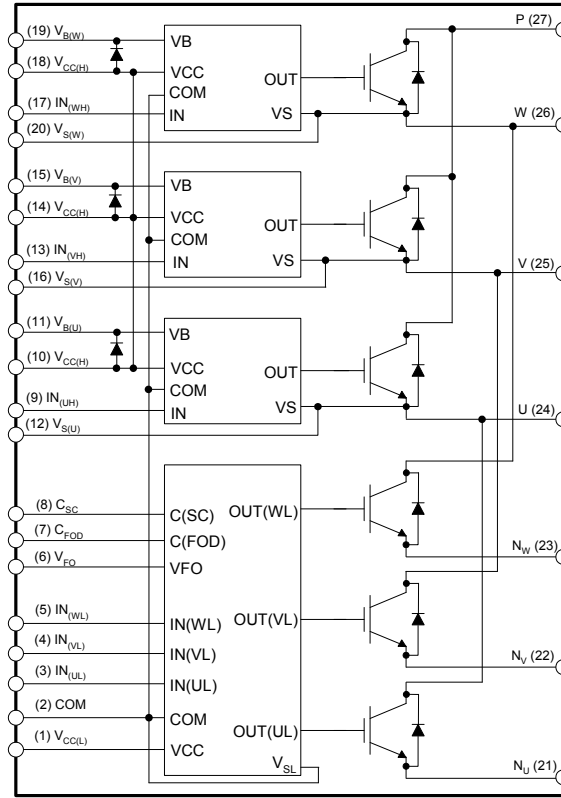 (19) VB(W)
(18) VCC(H)
(17) IN(WH)
(20) VS(W)
VB
VCC
COM
IN
OUT
VS
P (27)
W (26)
(15) VB(V)
(14) VCC(H)
(13) IN(VH)
(16) VS(V)
VB
VCC
COM
IN
OUT
VS
V (25)
(11) VB(U)
(10) VCC(H)
(9) IN(UH)
(12) VS(U)
VB
VCC
COM
IN
OUT
VS
U (24)
(8) CSC
(7) CFOD
(6) VFO
(5) IN(WL)
(4) IN(VL)
(3) IN(UL)
(2) COM
(1) VCC(L)
C(SC)
C(FOD)
VFO
IN(WL)
IN(VL)
IN(UL)
COM
VCC
OUT(WL)
OUT(VL)
OUT(UL)
VSL
NW (23)
NV (22)
NU (21)